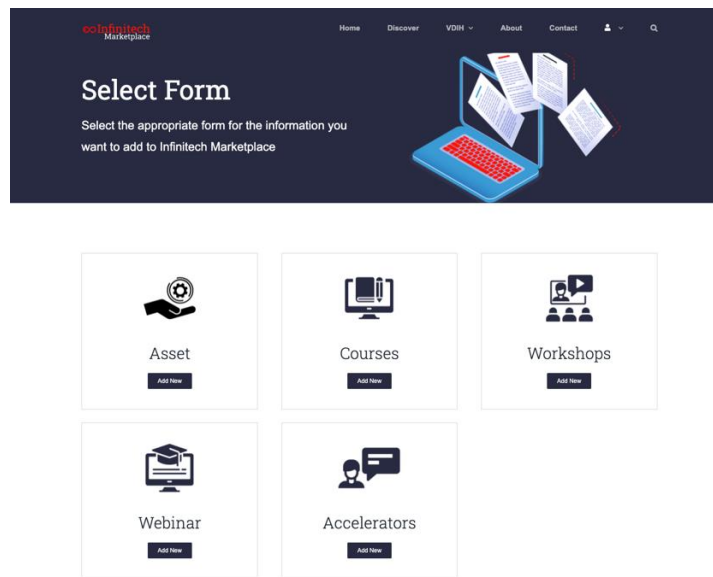 ∞Infinitech
Marketplace
Home Discover VDIH About Contact
Select Form
Select the appropriate form for the information you
want to add to Infinitech Marketplace
Asset Courses Workshops
Add New Add New Add New
Webinar Accelerators
Add New Add New